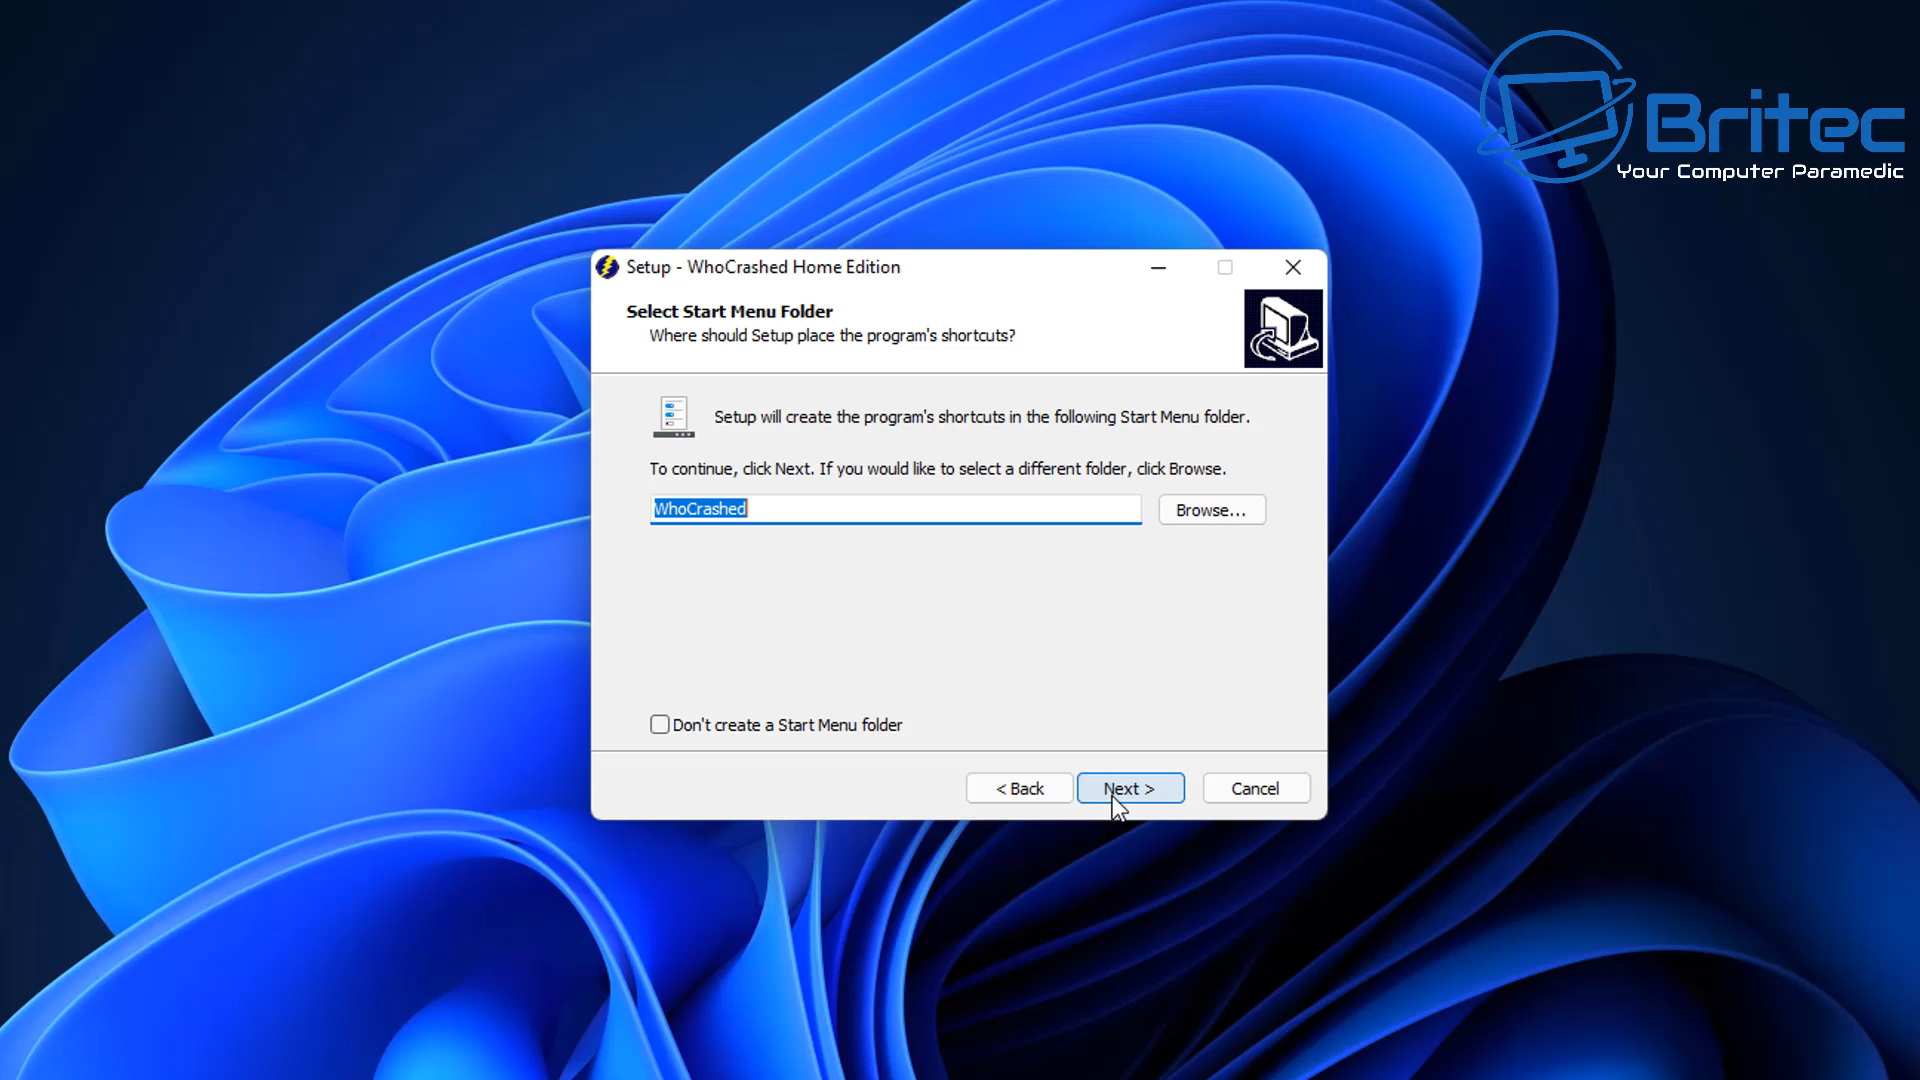 Britec
Your Computer Paramedic
Setup - WhoCrashed Home Edition
Select Start Menu Folder
Where should Setup place the program's shortcuts?
Setup will create the program's shortcuts in the following Start Menu folder.
To continue, click Next. If you would like to select a different folder, click Browse.
WhoCrashed
Browse...
Don't create a Start Menu folder
< Back
Next >
Cancel